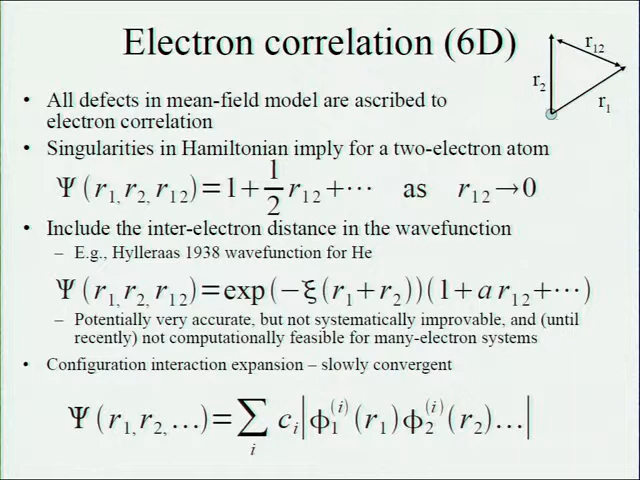 Electron correlation (6D)
r12
r2
r1
• All defects in mean-field model are ascribed to
electron correlation
• Singularities in Hamiltonian imply for a two-electron atom
Ψ(r1, r2, r12)=1+1/2 r12+⋯ as r12→0
• Include the inter-electron distance in the wavefunction
– E.g., Hylleraas 1938 wavefunction for He
Ψ(r1, r2, r12)=exp(−ξ(r1+r2))(1+a r12+⋯)
– Potentially very accurate, but not systematically improvable, and (until
recently) not computationally feasible for many-electron systems
• Configuration interaction expansion – slowly convergent
Ψ(r1, r2, …)=∑i ci|ϕ1(i)(r1)ϕ2(i)(r2)…|